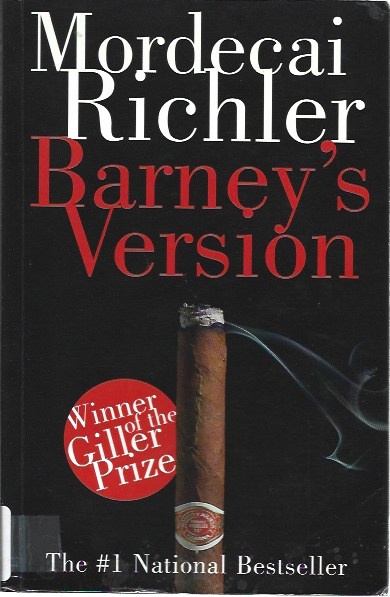 Mordecai
Richler
Barney's
Version
Winner
of the
Giller
Prize
The #1 National Bestseller